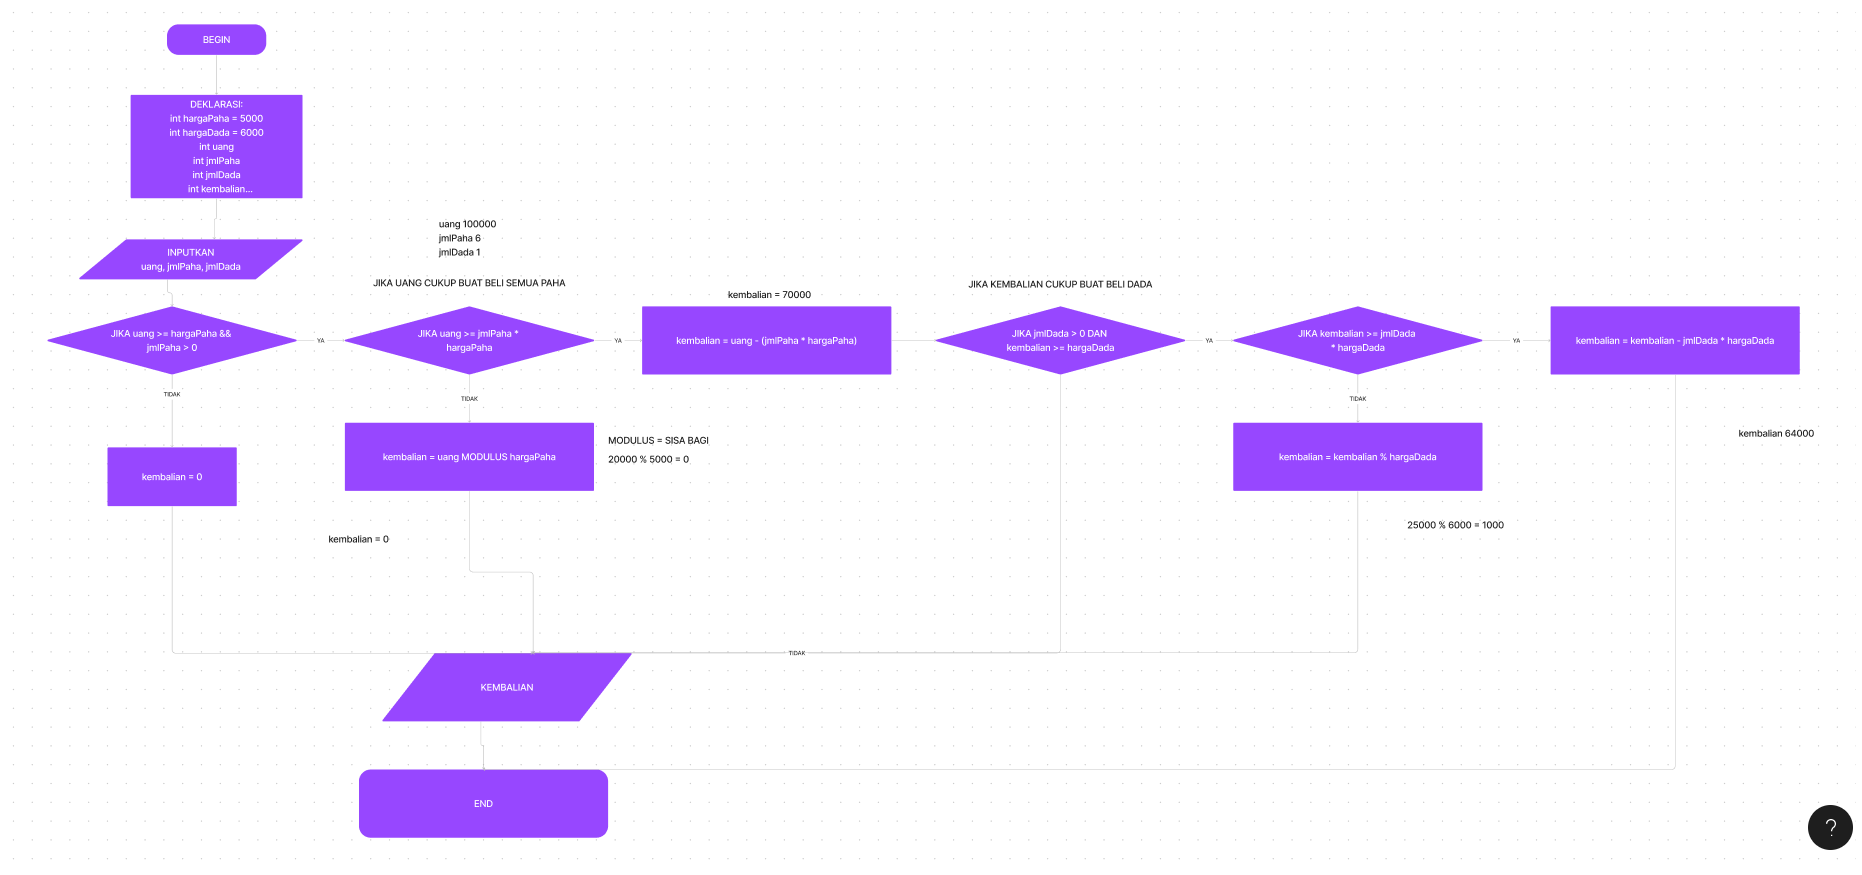 BEGIN
DEKLARASI:
int hargaPaha = 5000
int hargaDada = 6000
int uang
int jmlPaha
int jmlDada
int kembalian...
INPUTKAN
uang, jmlPaha, jmlDada
uang 100000
jmlPaha 6
jmlDada 1
JIKA UANG CUKUP BUAT BELI SEMUA PAHA
JIKA KEMBALIAN CUKUP BUAT BELI DADA
kembalian = 70000
JIKA uang >= hargaPaha &&
jmlPaha > 0
YA
JIKA uang >= jmlPaha *
hargaPaha
YA
kembalian = uang - (jmlPaha * hargaPaha)
JIKA jmlDada > 0 DAN
kembalian >= hargaDada
YA
JIKA kembalian >= jmlDada
* hargaDada
YA
kembalian = kembalian - jmlDada * hargaDada
TIDAK
TIDAK
TIDAK
kembalian = 0
kembalian = uang MODULUS hargaPaha
MODULUS = SISA BAGI
20000 % 5000 = 0
kembalian = kembalian % hargaDada
kembalian 64000
kembalian = 0
25000 % 6000 = 1000
TIDAK
KEMBALIAN
END
?